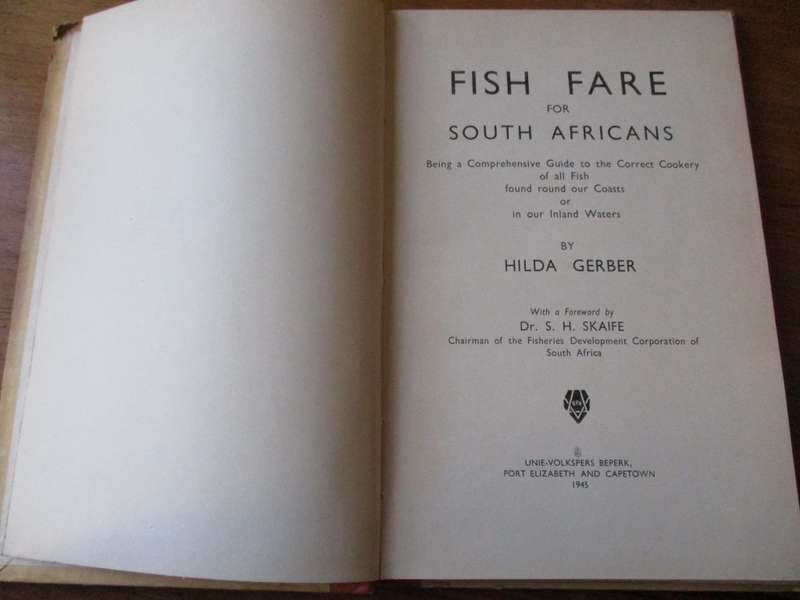 FISH FARE
FOR
SOUTH AFRICANS
Being a Comprehensive Guide to the Correct Cookery
of all Fish
found round our Coasts
or
in our Inland Waters
BY
HILDA GERBER
With a Foreword by
Dr. S. H. SKAIFE
Chairman of the Fisheries Development Corporation of
South Africa
UNIE-VOLKSPERS BEPERK,
PORT ELIZABETH AND CAPETOWN
1945